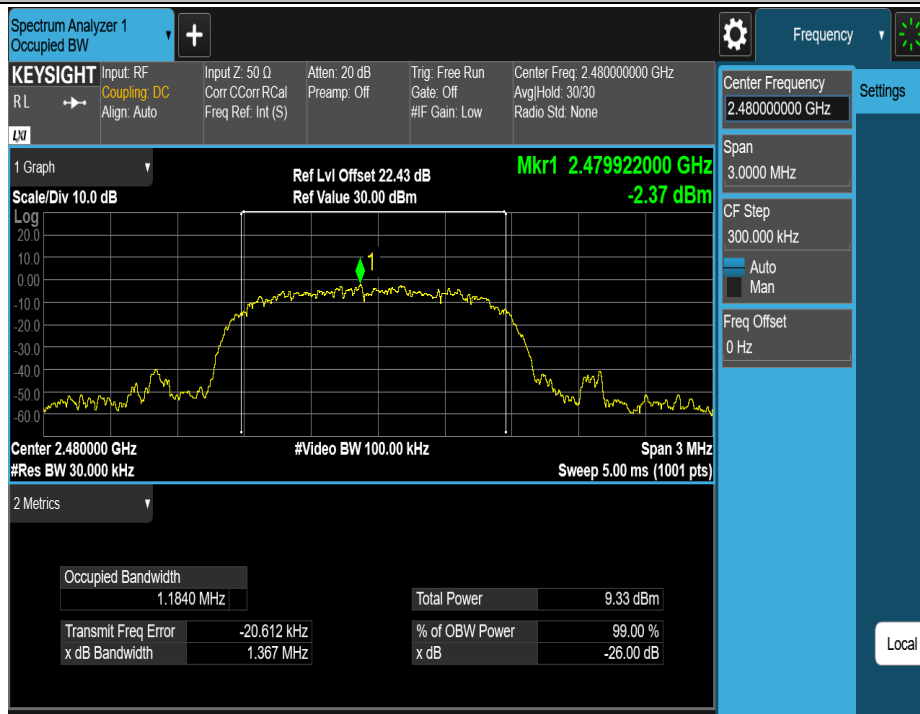 Spectrum Analyzer 1
Occupied BW
+
Frequency
KEYSIGHT
RL
LXI
Input: RF
Coupling: DC
Align: Auto
Input Z: 50 Ω
Corr CCorr RCal
Freq Ref: Int (S)
Atten: 20 dB
Preamp: Off
Trig: Free Run
Gate: Off
#IF Gain: Low
Center Freq: 2.480000000 GHz
Avg|Hold: 30/30
Radio Std: None
1 Graph
Scale/Div 10.0 dB
Ref Lvl Offset 22.43 dB
Ref Value 30.00 dBm
Mkr1 2.479922000 GHz
-2.37 dBm
Log
20.0
10.0
0.00
-10.0
-20.0
-30.0
-40.0
-50.0
-60.0
1
Center 2.480000 GHz
#Res BW 30.000 kHz
#Video BW 100.00 kHz
Span 3 MHz
Sweep 5.00 ms (1001 pts)
2 Metrics
Occupied Bandwidth
1.1840 MHz
Transmit Freq Error -20.612 kHz
x dB Bandwidth 1.367 MHz
Total Power 9.33 dBm
% of OBW Power 99.00 %
x dB -26.00 dB
Center Frequency
2.480000000 GHz
Span
3.0000 MHz
CF Step
300.000 kHz
Auto
Man
Freq Offset
0 Hz
Settings
Local